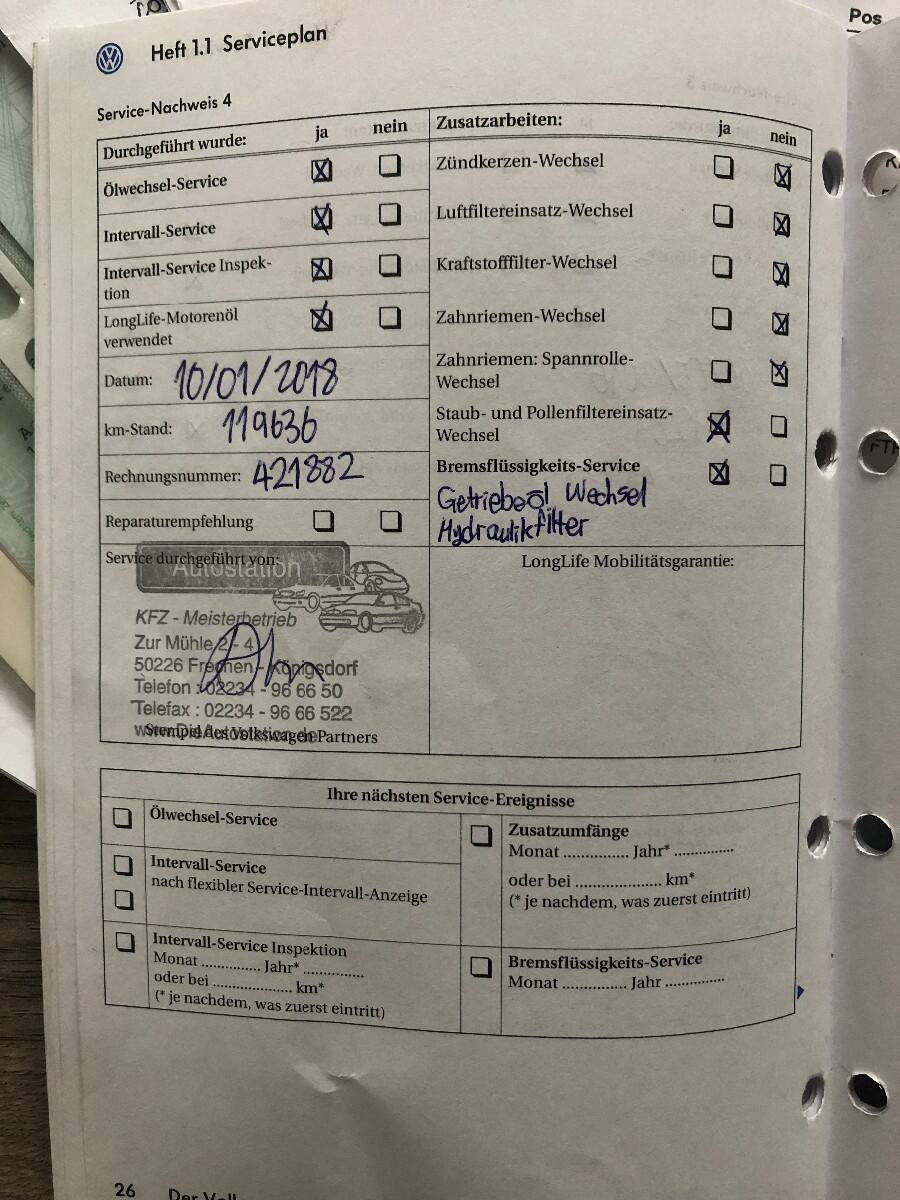 Pos
Heft 1.1 Serviceplan
Service-Nachweis 4
Durchgeführt wurde: ja nein
Ölwechsel-Service
Intervall-Service
Intervall-Service Inspek-
tion
LongLife-Motorenöl
verwendet
Datum: 10/01/2018
km-Stand: 119636
Rechnungsnummer: 421882
Reparaturempfehlung
Service durchgeführt von:
Autostation
KFZ - Meisterbetrieb
Zur Mühle 2 - 4
50226 Frechen - Königsdorf
Telefon : 02234 - 96 66 50
Telefax : 02234 - 96 66 522
www.DieAutostation.de
Stempel des Volkswagen Partners
Zusatzarbeiten: ja nein
Zündkerzen-Wechsel
Luftfiltereinsatz-Wechsel
Kraftstofffilter-Wechsel
Zahnriemen-Wechsel
Zahnriemen: Spannrolle-
Wechsel
Staub- und Pollenfiltereinsatz-
Wechsel
Bremsflüssigkeits-Service
Getriebeöl Wechsel
Hydraulikfilter
LongLife Mobilitätsgarantie:
Ihre nächsten Service-Ereignisse
Ölwechsel-Service
Intervall-Service
nach flexibler Service-Intervall-Anzeige
Intervall-Service Inspektion
Monat .............. Jahr* ..............
oder bei .................... km*
(* je nachdem, was zuerst eintritt)
Zusatzumfänge
Monat ............... Jahr* ..............
oder bei .................... km*
(* je nachdem, was zuerst eintritt)
Bremsflüssigkeits-Service
Monat ............... Jahr ..............
26